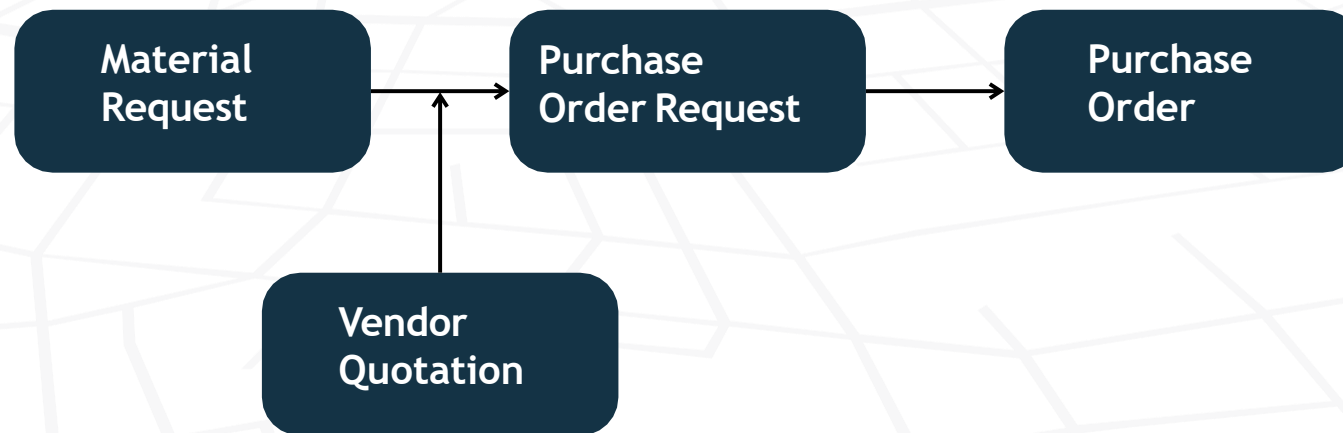 Material
Request
Purchase
Order Request
Purchase
Order
Vendor
Quotation